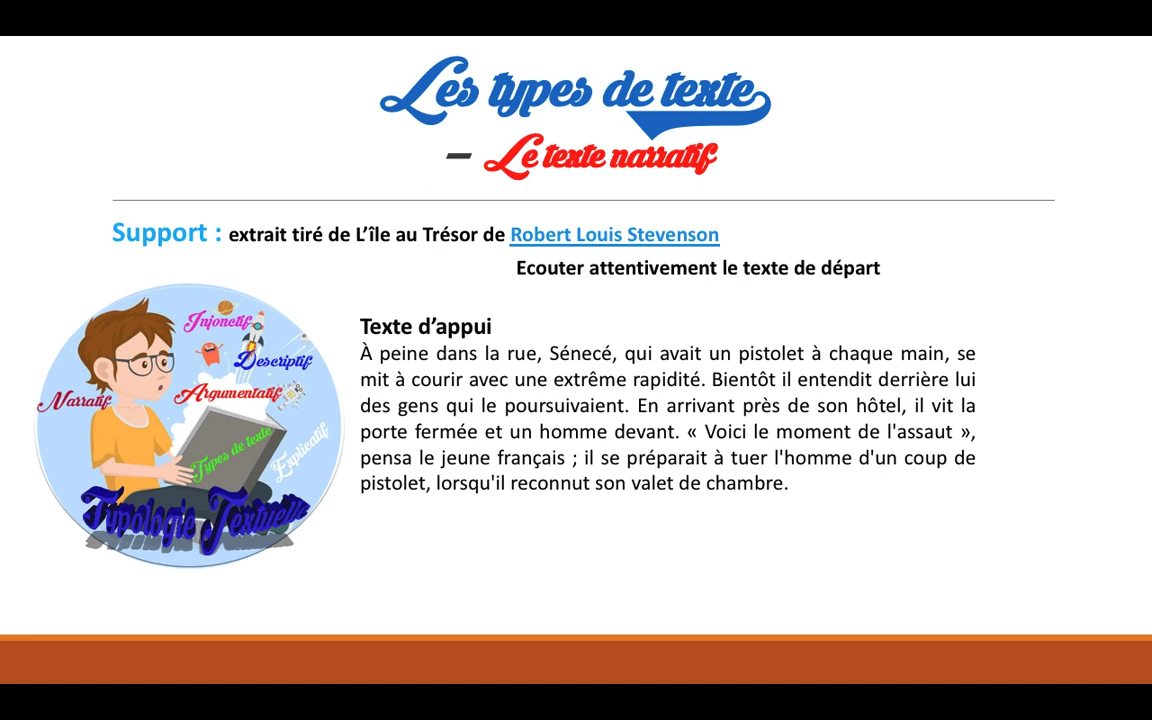 Les types de texte
– Le texte narratif
Support : extrait tiré de L’île au Trésor de Robert Louis Stevenson
Ecouter attentivement le texte de départ
Injonctif
Descriptif
Narratif
Argumentatif
Types de texte
Explicatif
Typologie Textuelle
Texte d’appui
À peine dans la rue, Sénecé, qui avait un pistolet à chaque main, se
mit à courir avec une extrême rapidité. Bientôt il entendit derrière lui
des gens qui le poursuivaient. En arrivant près de son hôtel, il vit la
porte fermée et un homme devant. « Voici le moment de l'assaut »,
pensa le jeune français ; il se préparait à tuer l'homme d'un coup de
pistolet, lorsqu'il reconnut son valet de chambre.